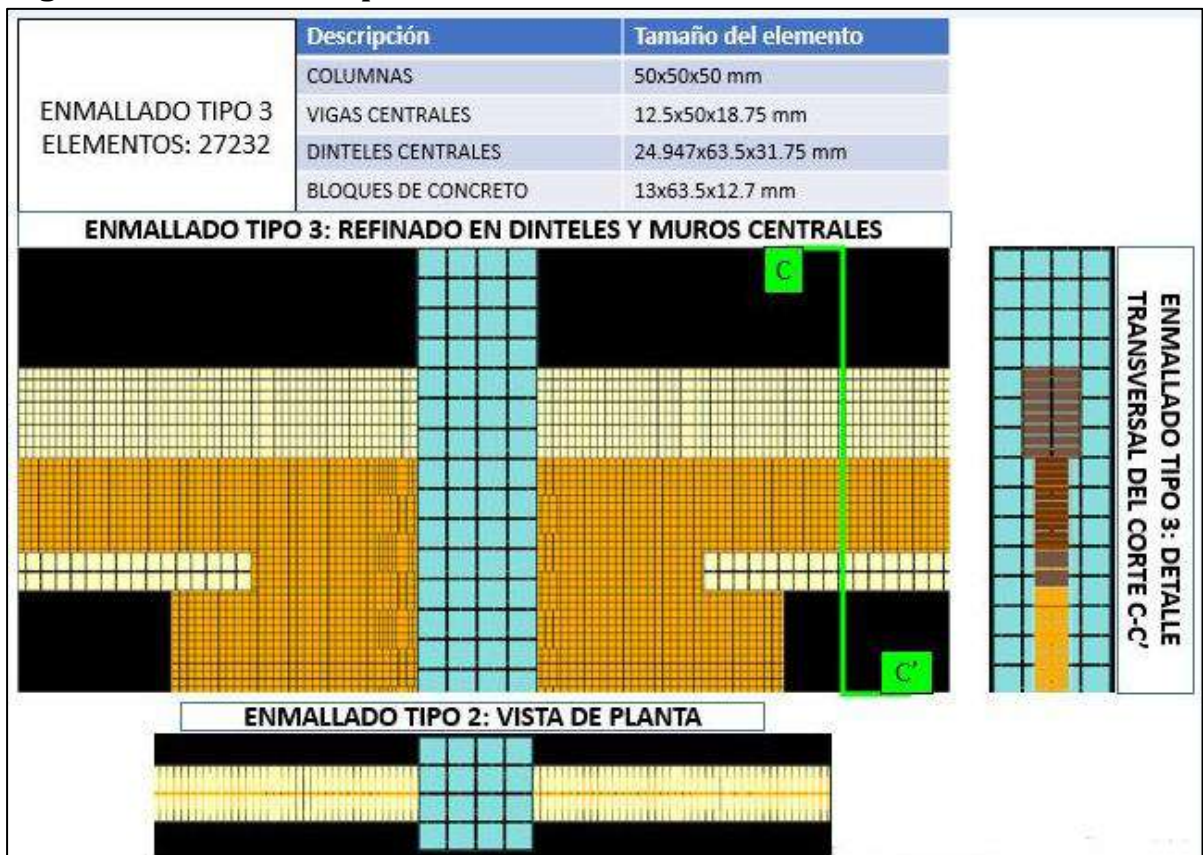 ENMALLADO TIPO 3
ELEMENTOS: 27232
Descripción Tamaño del elemento
COLUMNAS 50x50x50 mm
VIGAS CENTRALES 12.5x50x18.75 mm
DINTELES CENTRALES 24.947x63.5x31.75 mm
BLOQUES DE CONCRETO 13x63.5x12.7 mm
ENMALLADO TIPO 3: REFINADO EN DINTELES Y MUROS CENTRALES
C
C'
ENMALLADO TIPO 3: DETALLE
TRANSVERSAL DEL CORTE C-C'
ENMALLADO TIPO 2: VISTA DE PLANTA